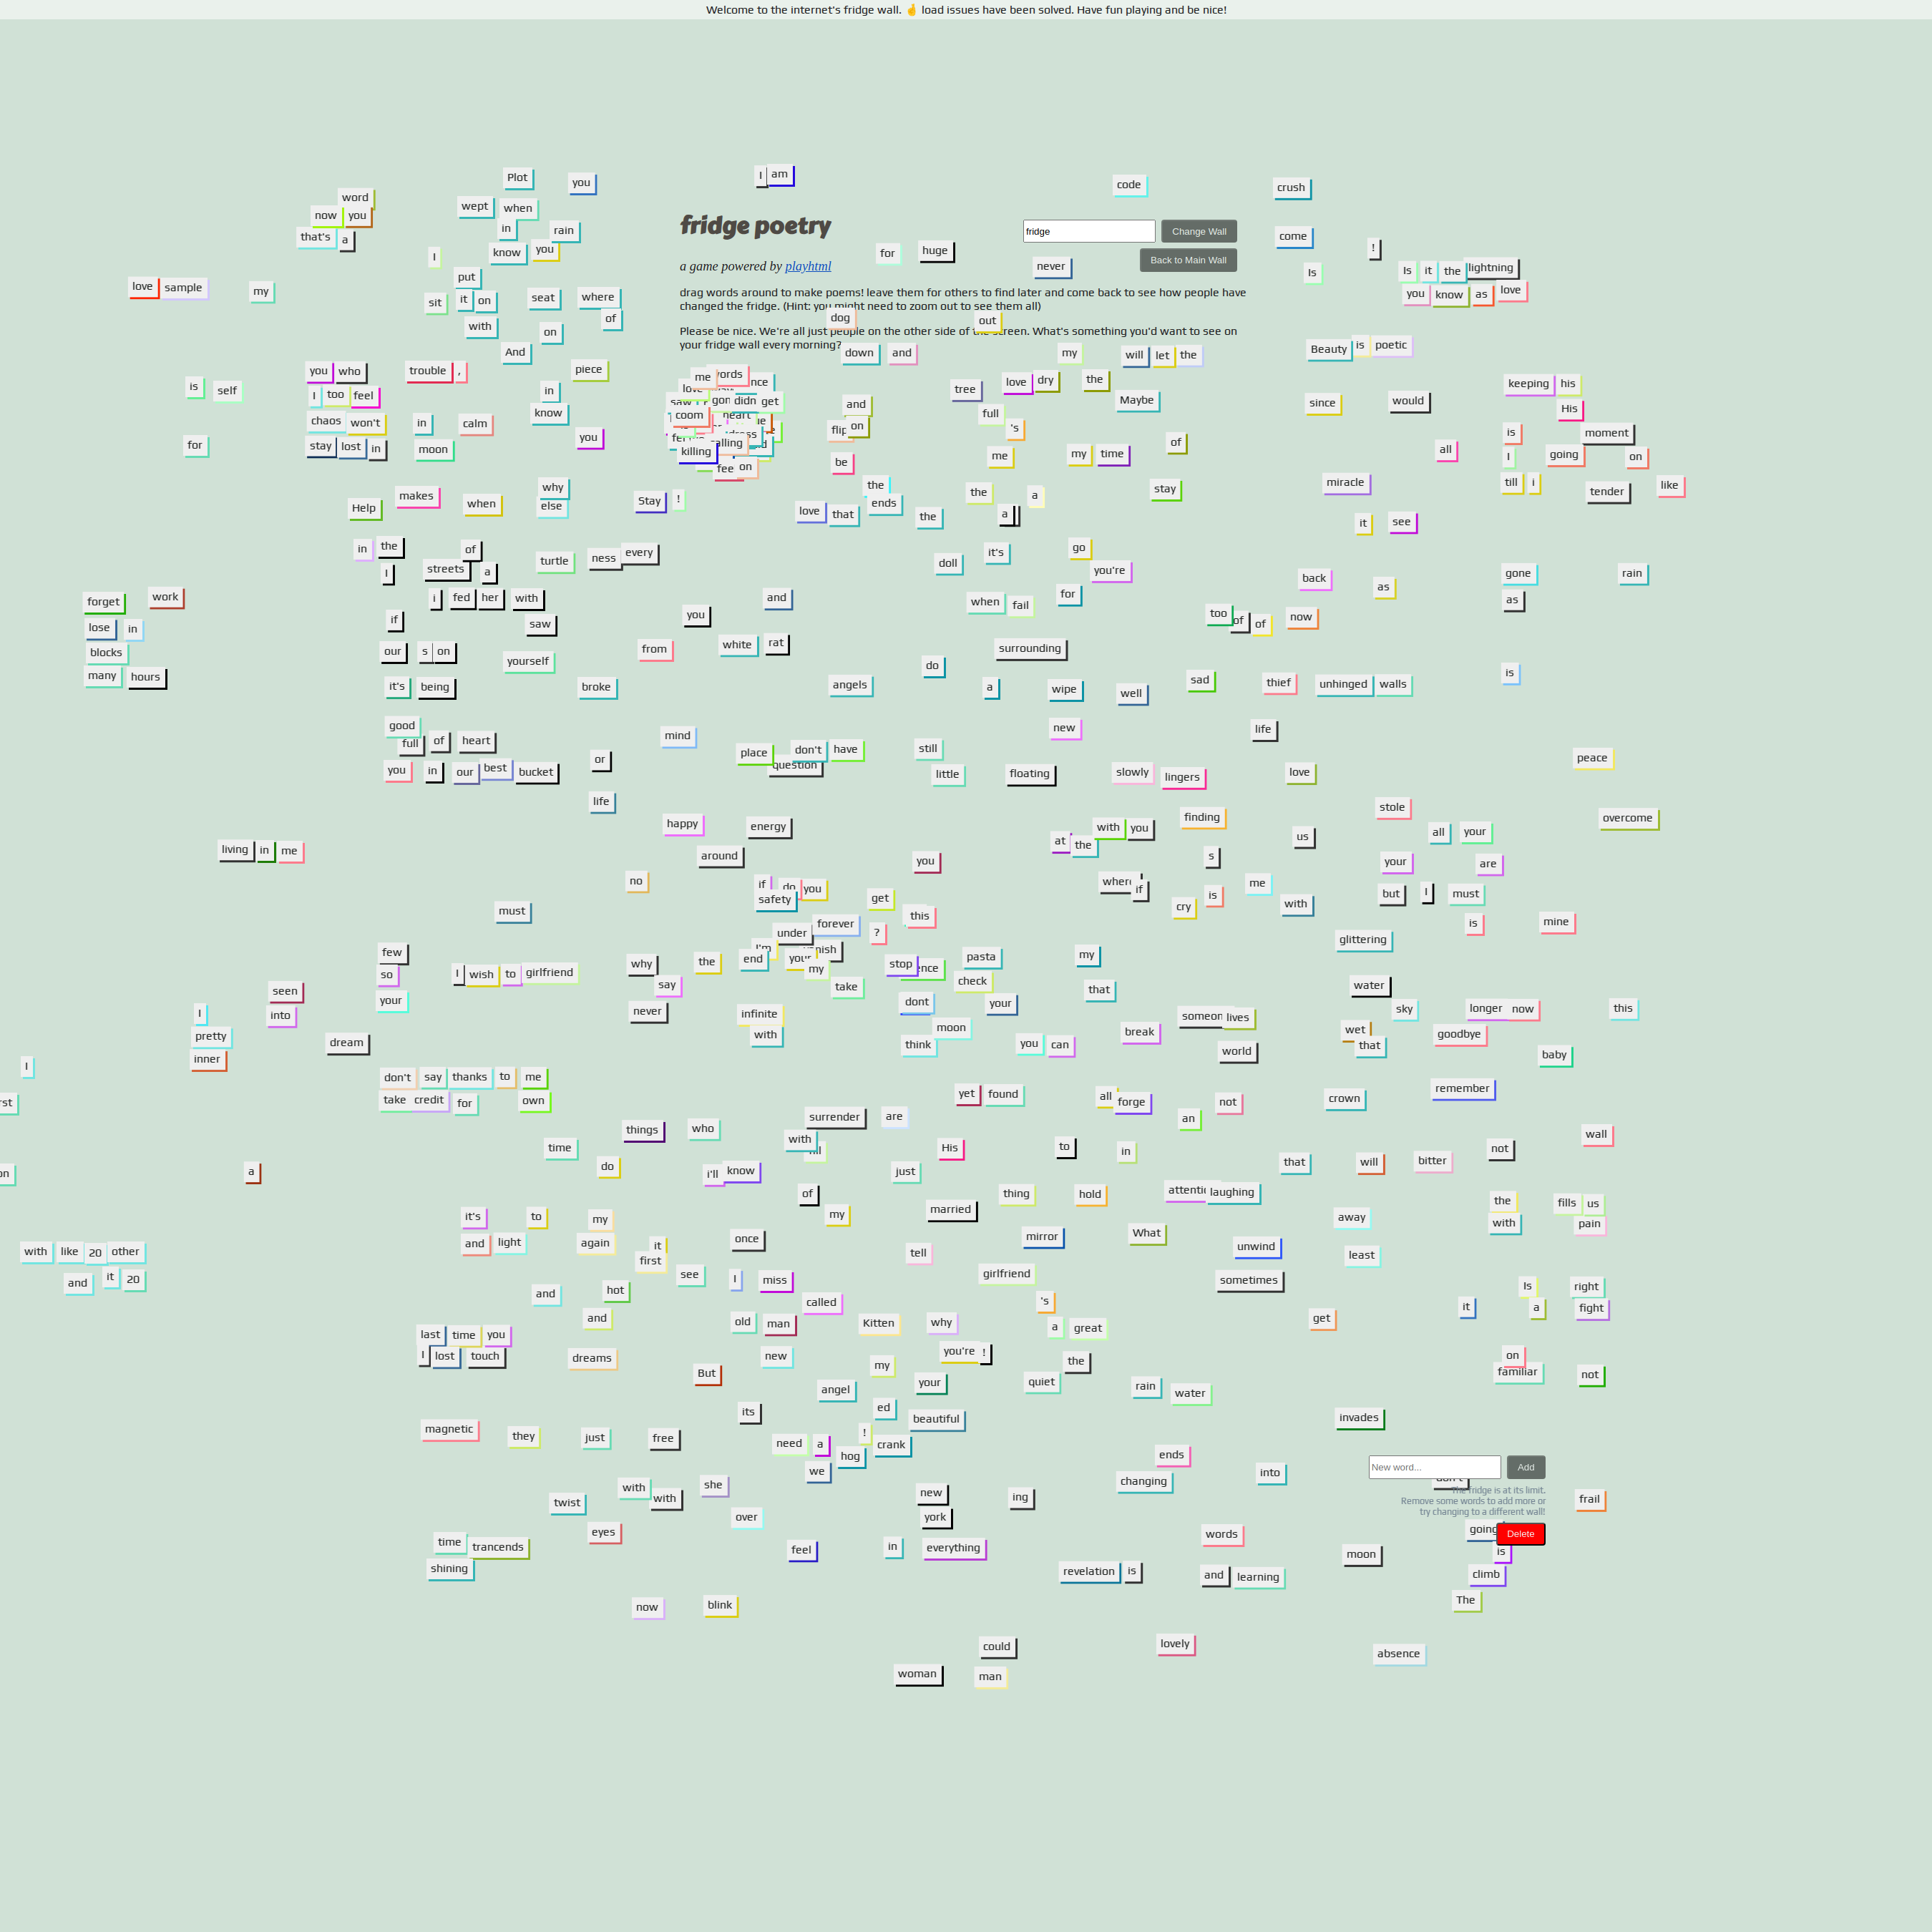 Welcome to the internet's fridge wall. 🤞 load issues have been solved. Have fun playing and be nice!
I am
Plot you
code
crush
word
now you
that's a
wept when
in rain
know you
I
fridge poetry
for huge
fridge
Change Wall
Back to Main Wall
come
!
never
a game powered by playhtml
Is
Is it the lightning
you know as love
love sample my
put
sit it on seat where
with on of
And
drag words around to make poems! leave them for others to find later and come back to see how people have
changed the fridge. (Hint: you might need to zoom out to see them all)
dog out
Please be nice. We're all just people on the other side of the screen. What's something you'd want to see on
your fridge wall every morning?
down and
my will let the
Beauty is poetic
you who trouble , piece
is self
I too feel in
me
tree love dry the
Maybe
keeping his
His
since would
chaos won't in calm know
get
coom heart
and
full
's
on
for
stay lost in moon you
killing
fee on
be
me my time of
all
is moment
I going on
Help makes when why
else
Stay !
the
ends
love that the
the a
a
stay
miracle
till i tender like
it see
in the of
I streets a turtle ness every
doll it's go
you're
back as
gone rain
as
forget work
lose in
blocks
many hours
i fed her with
if saw
our s on yourself
it's being broke
you and
from white rat
angels
when fail for
surrounding
do a wipe well
too of of now
sad thief unhinged walls
is
good
full of heart
you in our best bucket
or
life
mind
place don't have
question
still
little floating
new
slowly lingers
life
love
peace
happy energy
around
you
at the with you
finding
s
us
stole
all your
overcome
living in me
no
if do you
safety
get this
if
cry is me with
your are
but I must
is mine
must
under forever ?
glittering
few
so
your
I wish to girlfriend
why say
never
the end
I'm
your
my
take
stop
pasta
check
my
that
water
sky
longer now this
seen
into
I
pretty
inner
dream
infinite
with
dont your
moon
think
you can break
lives
world
wet
that
goodbye
baby
I
don't say thanks to me
take credit for own
yet found
all forge
an not
crown
remember
things who
time do
surrender are
with
i'll know
just
His
to in
that will bitter not
wall
a
of
my
married
thing hold
laughing
the fills us
with pain
it's to my
and light again
with like 20 other
and it 20
it
first
see
once
I miss
tell
mirror
What
unwind
away
least
and hot
and
called
girlfriend
's
sometimes
Is right
it a fight
last time you
I lost touch
dreams
old man
new
Kitten why
you're !
a great
the
get
on
familiar not
But
my
angel your
quiet
rain water
its
ed
beautiful
invades
magnetic they just free
need a !
hog crank
we
ends
changing into
New word...
Add
The fridge is at its limit.
Remove some words to add more or
try changing to a different wall!
Delete
frail
twist with with she
eyes over
new
york
ing
words
going
is
climb
The
time trancends
shining
feel in everything
revelation is
and learning
moon
now blink
could
lovely
absence
woman man